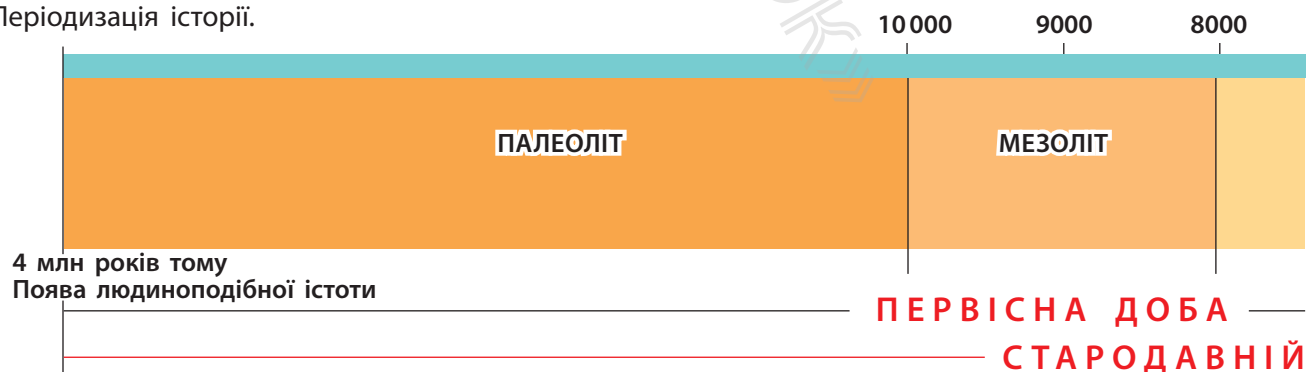 Періодизація історії.
10 000 9000 8000
ПАЛЕОЛІТ МЕЗОЛІТ
4 млн років тому
Поява людиноподібної істоти
ПЕРВІСНА ДОБА
СТАРОДАВНІЙ